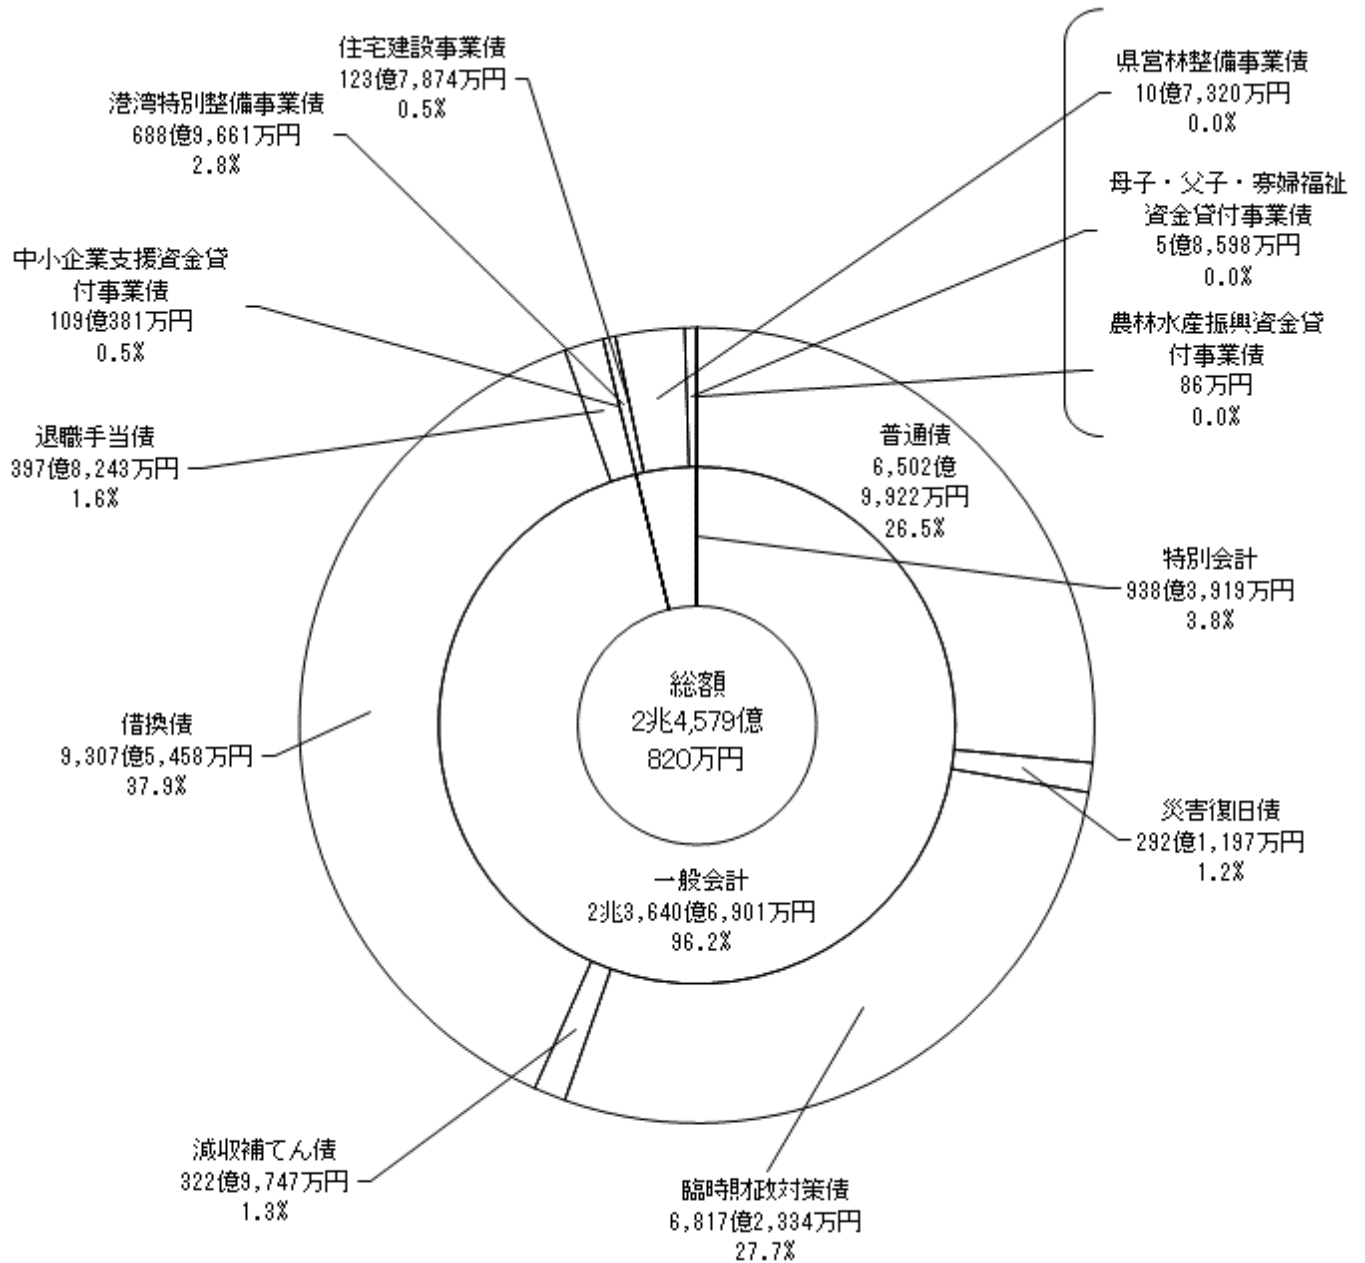 住宅建設事業債
123億7,874万円
0.5%
港湾特別整備事業債
688億9,661万円
2.8%
中小企業支援資金貸
付事業債
109億381万円
0.5%
退職手当債
397億8,243万円
1.6%
県営林整備事業債
10億7,320万円
0.0%
母子・父子・寡婦福祉
資金貸付事業債
5億8,598万円
0.0%
農林水産振興資金貸
付事業債
86万円
0.0%
普通債
6,502億
9,922万円
26.5%
特別会計
938億3,919万円
3.8%
総額
2兆4,579億
820万円
借換債
9,307億5,458万円
37.9%
災害復旧債
292億1,197万円
1.2%
一般会計
2兆3,640億6,901万円
96.2%
減収補てん債
322億9,747万円
1.3%
臨時財政対策債
6,817億2,334万円
27.7%